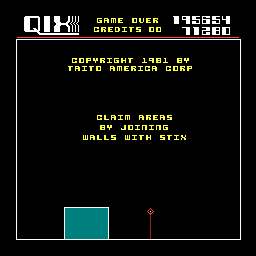 QIX GAME OVER 195654
CREDITS 00 71280
COPYRIGHT 1981 BY
TAITO AMERICA CORP
CLAIM AREAS
BY JOINING
WALLS WITH STIX